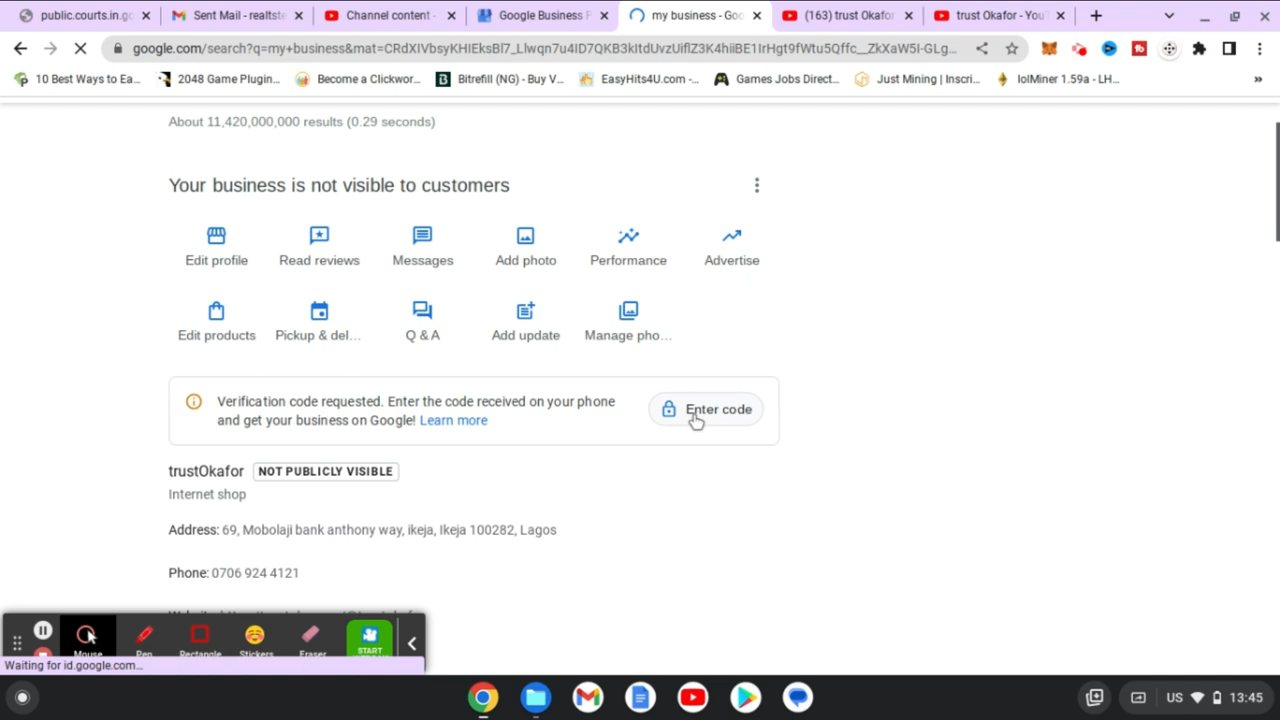 public.courts.in.go
Sent Mail - realtste
Channel content -
Google Business P
my business - Goo
(163) trust Okafor
trust Okafor - YouTu
google.com/search?q=my+business&mat=CRdXIVbyKHIEksBl7_Llwqn7u4ID7QKB3kItdUvzUiflZ3K4hiiBE1IrHgt9fWtu5Qffc__ZkXaW5I-GLg...
10 Best Ways to Ea...
2048 Game Plugin...
Become a Clickwor...
Bitrefill (NG) - Buy V...
EasyHits4U.com -...
Games Jobs Direct...
Just Mining | Inscri...
lolMiner 1.59a - LH...
»
About 11,420,000,000 results (0.29 seconds)
Your business is not visible to customers
Edit profile
Read reviews
Messages
Add photo
Performance
Advertise
Edit products
Pickup & del...
Q & A
Add update
Manage pho...
Verification code requested. Enter the code received on your phone
and get your business on Google! Learn more
Enter code
trustOkafor NOT PUBLICLY VISIBLE
Internet shop
Address: 69, Mobolaji bank anthony way, ikeja, Ikeja 100282, Lagos
Phone: 0706 924 4121
Mouse
Pen
Rectangle
Stickers
Eraser
START
Waiting for id.google.com...
US
13:45